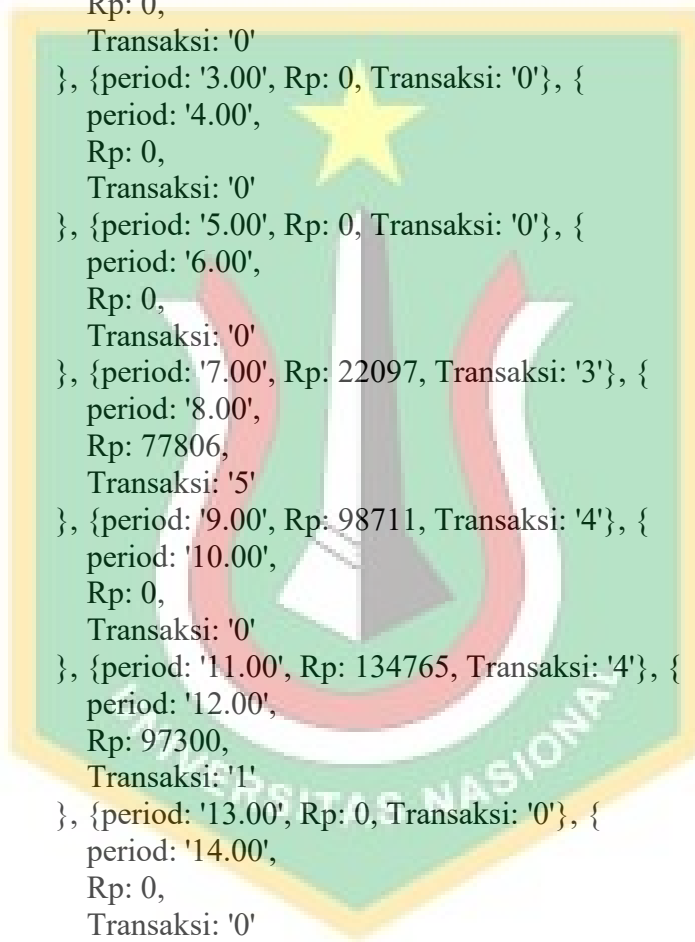 Rp: 0,
Transaksi: '0'
}, {period: '3.00', Rp: 0, Transaksi: '0'}, {
period: '4.00',
Rp: 0,
Transaksi: '0'
}, {period: '5.00', Rp: 0, Transaksi: '0'}, {
period: '6.00',
Rp: 0,
Transaksi: '0'
}, {period: '7.00', Rp: 22097, Transaksi: '3'}, {
period: '8.00',
Rp: 77806,
Transaksi: '5'
}, {period: '9.00', Rp: 98711, Transaksi: '4'}, {
period: '10.00',
Rp: 0,
Transaksi: '0'
}, {period: '11.00', Rp: 134765, Transaksi: '4'}, {
period: '12.00',
Rp: 97300,
Transaksi: '1'
}, {period: '13.00', Rp: 0, Transaksi: '0'}, {
period: '14.00',
Rp: 0,
Transaksi: '0'
UNIVERSITAS NASIONAL